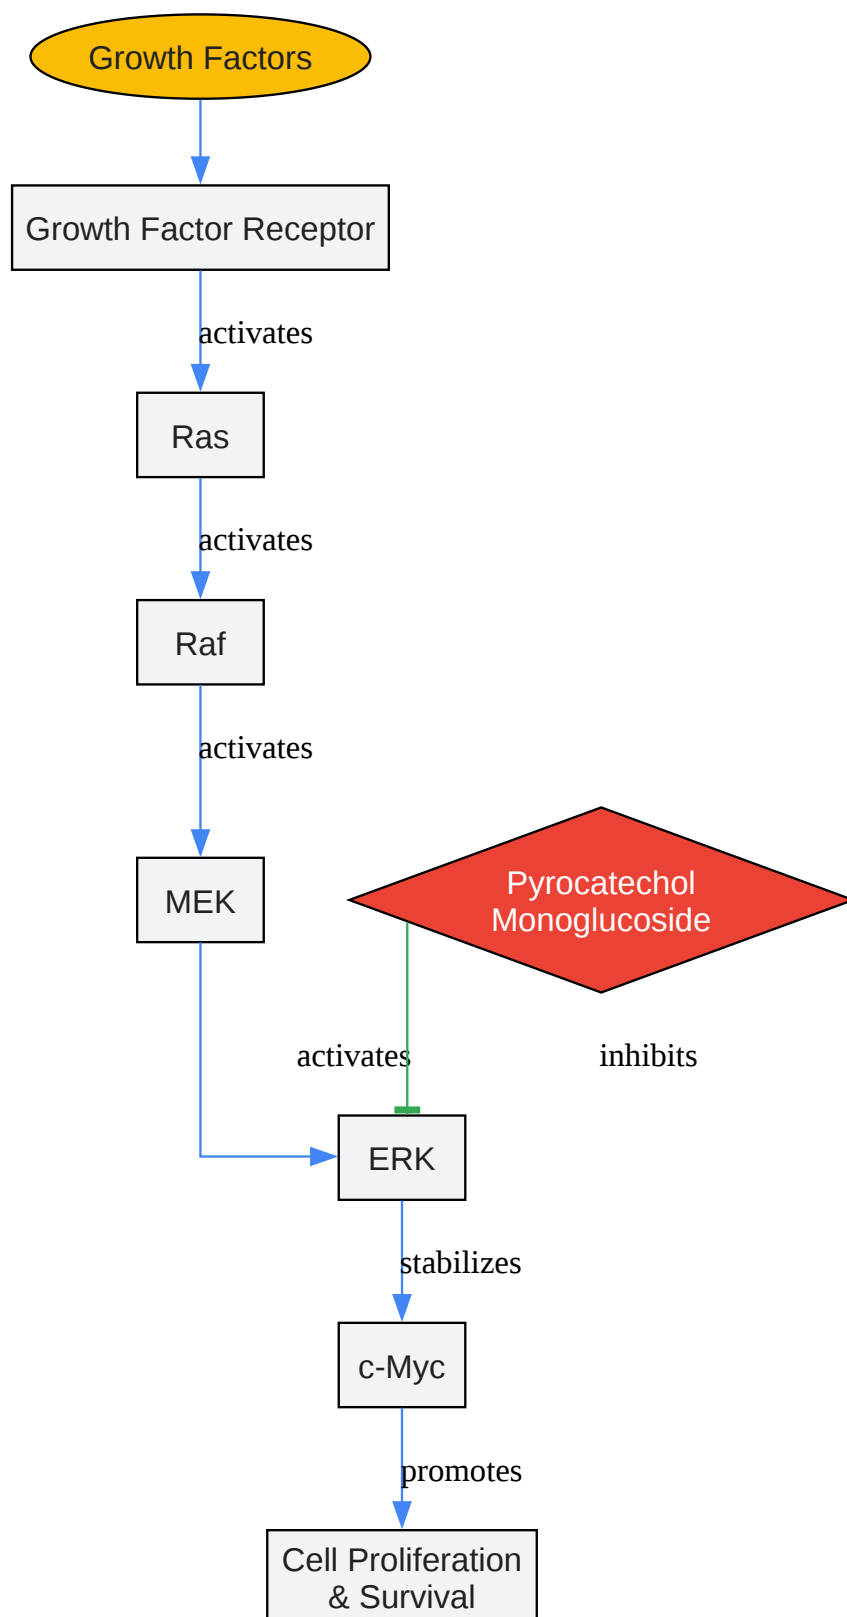 Growth Factors
Growth Factor Receptor
activates
Ras
activates
Raf
activates
MEK
Pyrocatechol
Monoglucoside
activates
inhibits
ERK
stabilizes
c-Myc
promotes
Cell Proliferation
& Survival